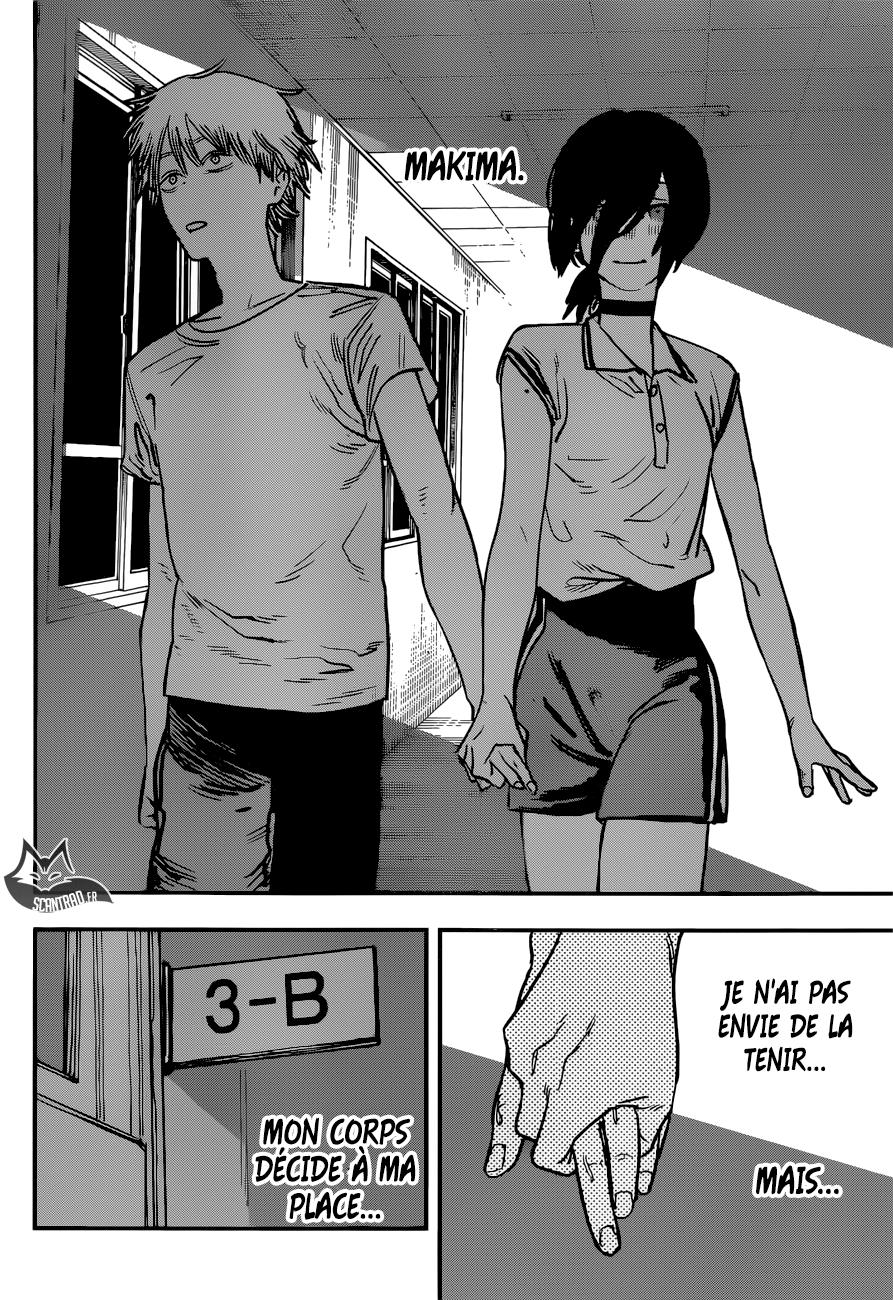 MAKIMA.
SCANTRAD.FR
JE N'AI PAS
ENVIE DE LA
TENIR...
MAIS...
3-B
MON CORPS
DÉCIDE À MA
PLACE...